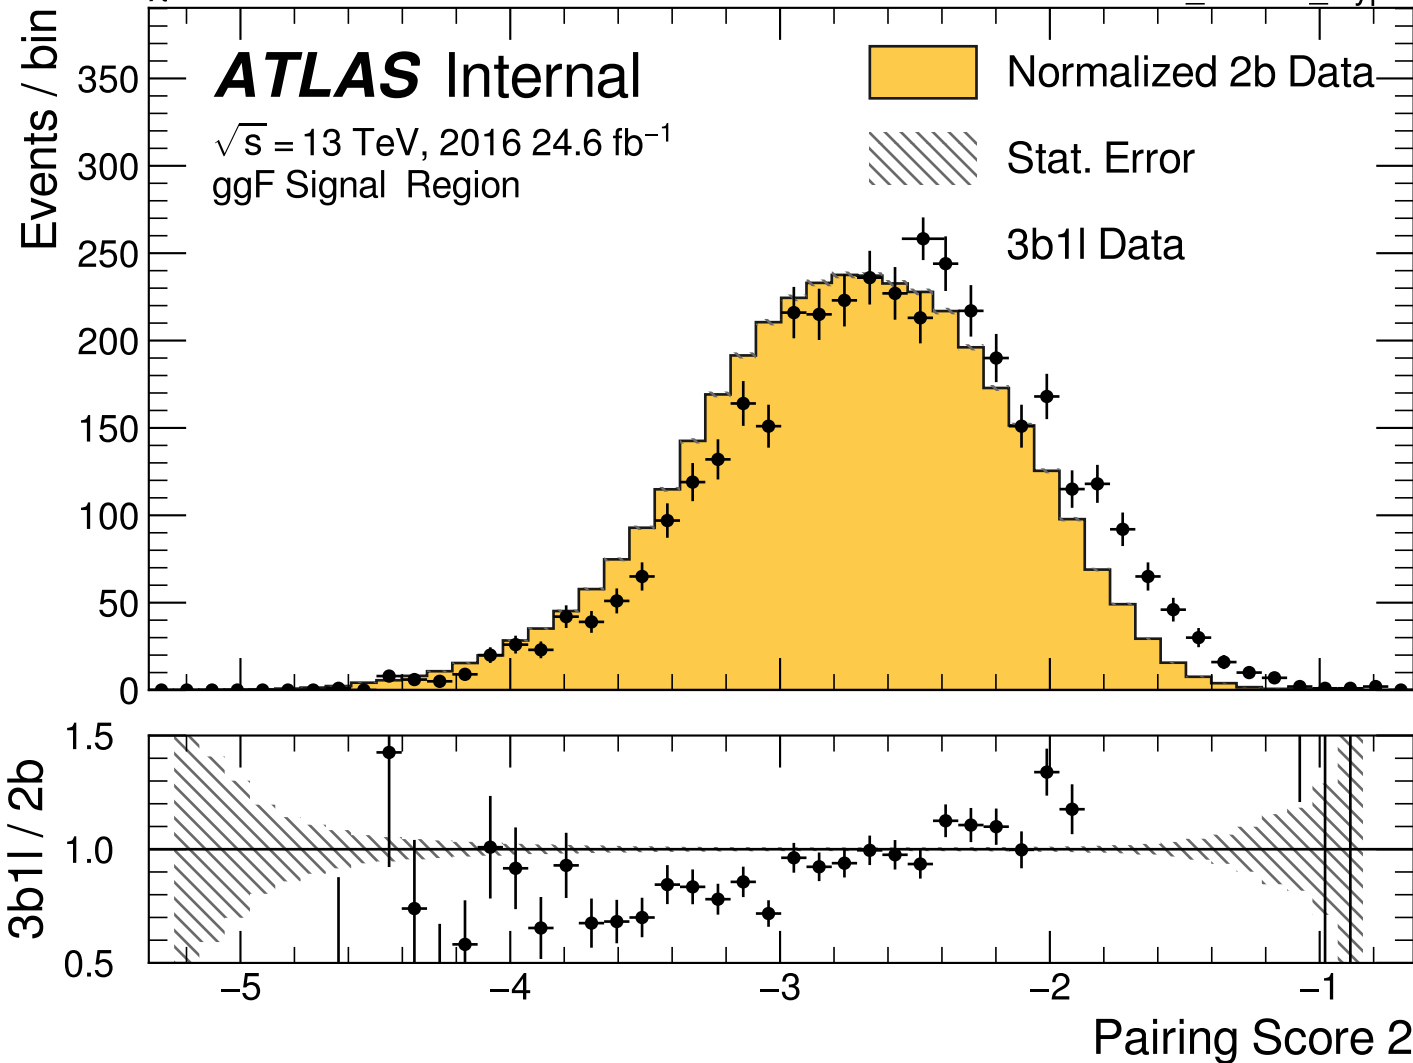 Events / bin
350
300
250
200
150
100
50
0
ATLAS Internal
√s = 13 TeV, 2016 24.6 fb⁻¹
ggF Signal Region
Normalized 2b Data
Stat. Error
3b1l Data
3b1l / 2b
1.5
1.0
0.5
−5 −4 −3 −2 −1
Pairing Score 2